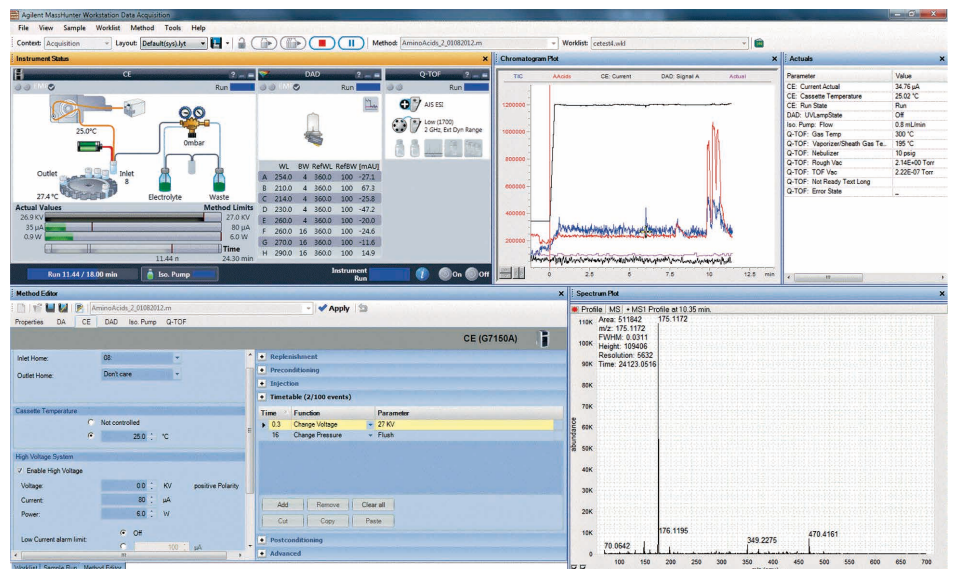 Agilent MassHunter Workstation Data Acquisition
File View Sample Worklist Method Tools Help
Context: Acquisition Layout: Default(sys).lyt Method: AminoAcids_2_01082012.m Worklist: cetest4.wkl
Instrument Status
CE
Run
25.0°C
0mbar
Outlet
Inlet
8
27.4°C
Electrolyte Waste
Actual Values Method Limits
26.9 KV 27.0 KV
35 µA 80 µA
0.9 W 6.0 W
Time
11.44 n 24.30 min
DAD
Run
WL BW RefWL RefBW [mAU]
A 254.0 4 360.0 100 -27.1
B 210.0 4 360.0 100 67.3
C 214.0 4 360.0 100 -25.8
D 230.0 4 360.0 100 -47.2
E 260.0 4 360.0 100 -20.0
F 260.0 16 360.0 100 -24.6
G 270.0 16 360.0 100 -11.6
H 290.0 16 360.0 100 14.9
Q-TOF
Run
AJS ESI
Low (1700)
2 GHz, Ext Dyn Range
Run 11.44 / 18.00 min Iso. Pump Instrument Run On Off
Chromatogram Plot
TIC AAcids CE: Current DAD: Signal A Actual
1200000
1000000
800000
600000
400000
200000
0 2.5 5 7.5 10 12.5 min
Actuals
Parameter Value
CE: Current Actual 34.76 µA
CE: Cassette Temperature 25.02 °C
CE: Run State Run
DAD: UVLampState Off
Iso. Pump: Flow 0.8 mL/min
Q-TOF: Gas Temp 300 °C
Q-TOF: Vaporizer/Sheath Gas Te.. 195 °C
Q-TOF: Nebulizer 10 psig
Q-TOF: Rough Vac 2.14E+00 Torr
Q-TOF: TOF Vac 2.22E-07 Torr
Q-TOF: Not Ready Text Long
Q-TOF: Error State _
Method Editor
AminoAcids_2_01082012.m Apply
Properties DA CE DAD Iso. Pump Q-TOF
CE (G7150A)
Inlet Home: 08:
Outlet Home: Don't care
Cassette Temperature
Not controlled
25.0 °C
High Voltage System
Enable High Voltage
Voltage: 0.0 KV positive Polarity
Current: 80 µA
Power: 6.0 W
Low Current alarm limit: Off
100 µA
Replenishment
Preconditioning
Injection
Timetable (2/100 events)
Time Function Parameter
0.3 Change Voltage 27 KV
16 Change Pressure Flush
Add Remove Clear all
Cut Copy Paste
Postconditioning
Advanced
Worklist Sample Run Method Editor
Spectrum Plot
Profile MS + MS1 Profile at 10.35 min.
Area: 511842
m/z: 175.1172
FWHM: 0.0311
Height: 109406
Resolution: 5632
Time: 24123.0516
175.1172
176.1195
70.0642
349.2275
470.4161
abundance
110K
100K
90K
80K
70K
60K
50K
40K
30K
20K
10K
0
100 150 200 250 300 350 400 450 500 550 600 650 700